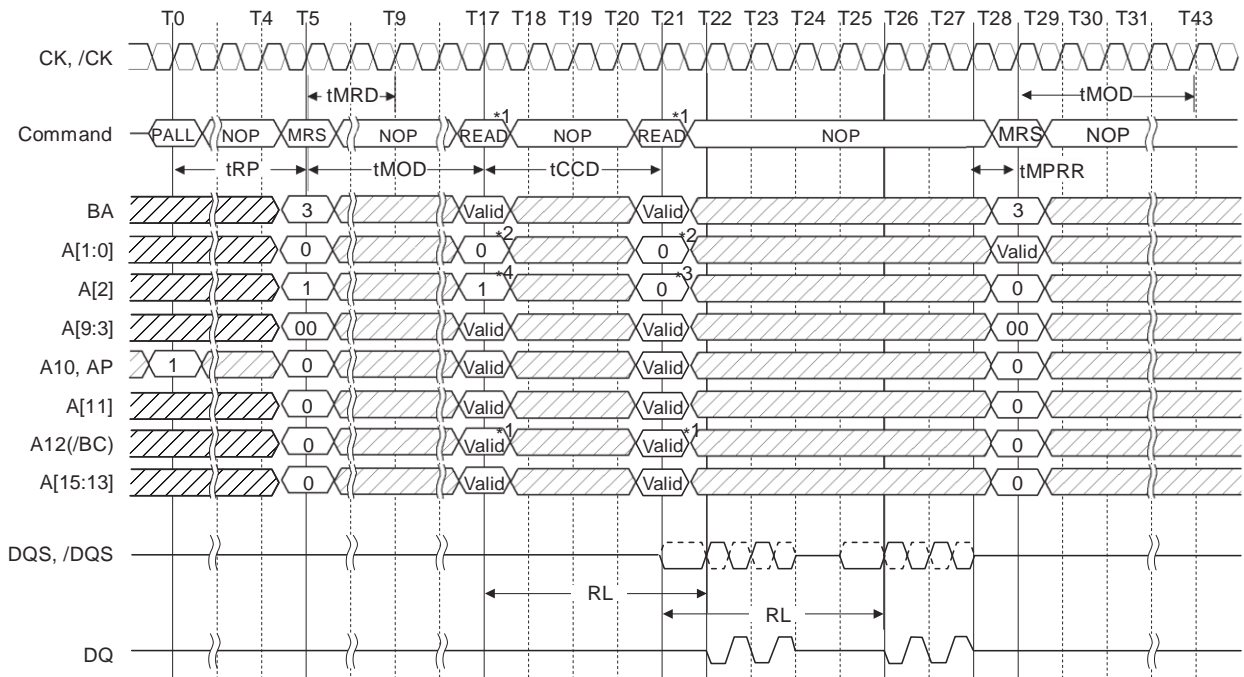 T0 T4 T5 T9 T17 T18 T19 T20 T21 T22 T23 T24 T25 T26 T27 T28 T29 T30 T31 T43
CK, /CK
tMRD tMOD
Command PALL NOP MRS NOP READ *1 NOP READ *1 NOP MRS NOP
tRP tMOD tCCD tMPRR
BA 3 Valid Valid 3
A[1:0] 0 0 *2 0 *2 Valid
A[2] 1 1 *4 0 *3 0
A[9:3] 00 Valid Valid 00
A10, AP 1 0 Valid Valid 0
A[11] 0 Valid Valid 0
A12(/BC) 0 Valid *1 Valid *1 0
A[15:13] 0 Valid Valid 0
DQS, /DQS
RL
RL
DQ